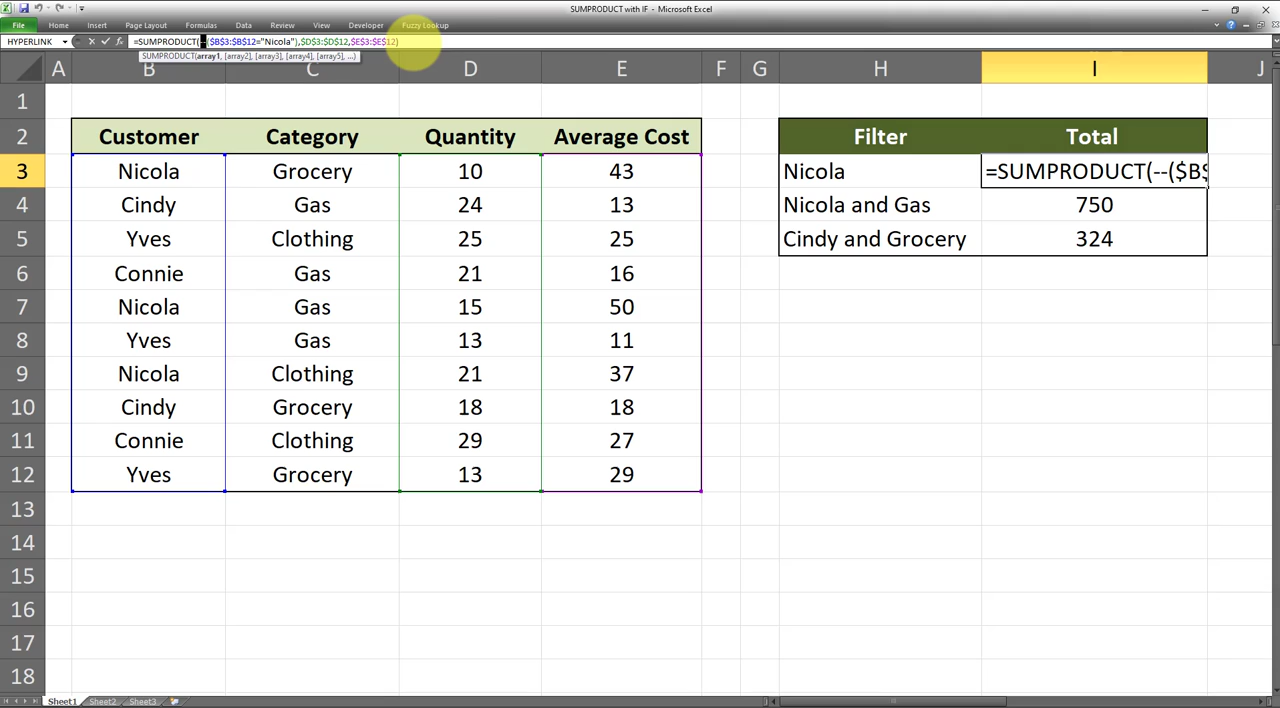 SUMPRODUCT with IF - Microsoft Excel
File Home Insert Page Layout Formulas Data Review View Developer Fuzzy Lookup
HYPERLINK fx =SUMPRODUCT(--($B$3:$B$12="Nicola"),$D$3:$D$12,$E$3:$E$12)
SUMPRODUCT(array1, [array2], [array3], [array4], [array5], ...)
A B C D E F G H I J
1
2 Customer Category Quantity Average Cost Filter Total
3 Nicola Grocery 10 43 Nicola =SUMPRODUCT(--($B$
4 Cindy Gas 24 13 Nicola and Gas 750
5 Yves Clothing 25 25 Cindy and Grocery 324
6 Connie Gas 21 16
7 Nicola Gas 15 50
8 Yves Gas 13 11
9 Nicola Clothing 21 37
10 Cindy Grocery 18 18
11 Connie Clothing 29 27
12 Yves Grocery 13 29
13
14
15
16
17
18
Sheet1 Sheet2 Sheet3